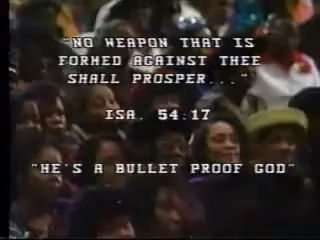 "NO WEAPON THAT IS
FORMED AGAINST THEE
SHALL PROSPER..."
ISA. 54:17
"HE'S A BULLET PROOF GOD"